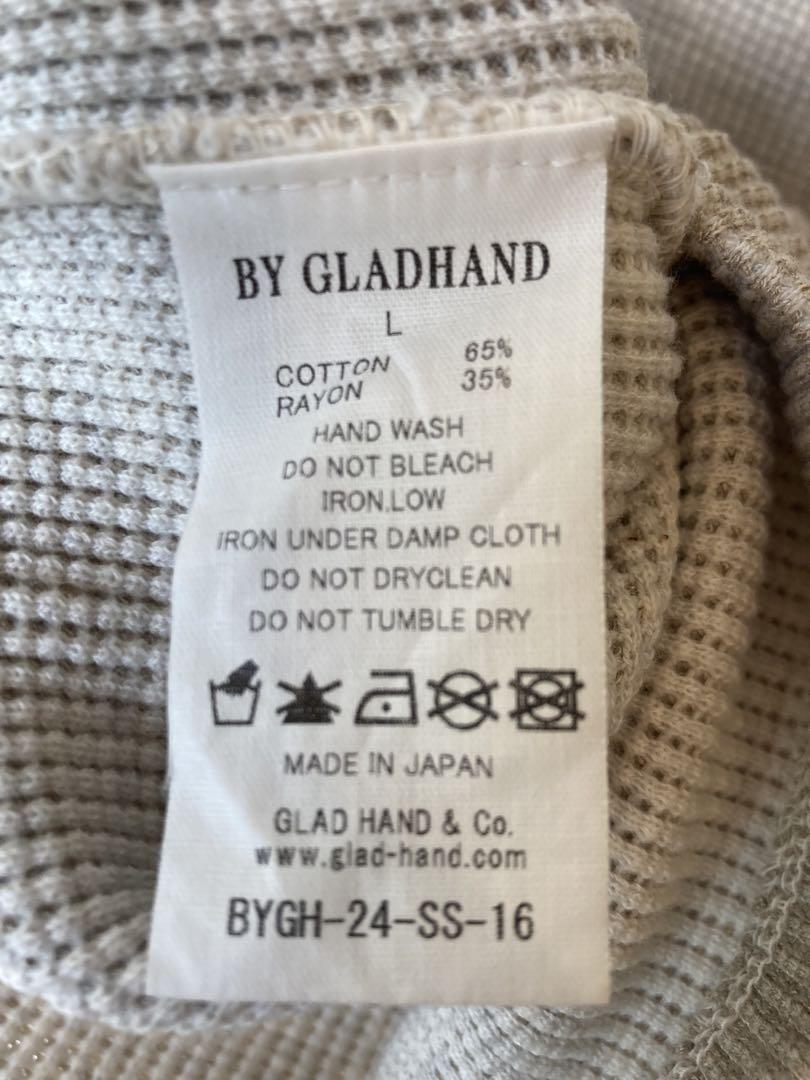 BY GLADHAND
L
COTTON 65%
RAYON 35%
HAND WASH
DO NOT BLEACH
IRON.LOW
IRON UNDER DAMP CLOTH
DO NOT DRYCLEAN
DO NOT TUMBLE DRY
MADE IN JAPAN
GLAD HAND & Co.
www.glad-hand.com
BYGH-24-SS-16